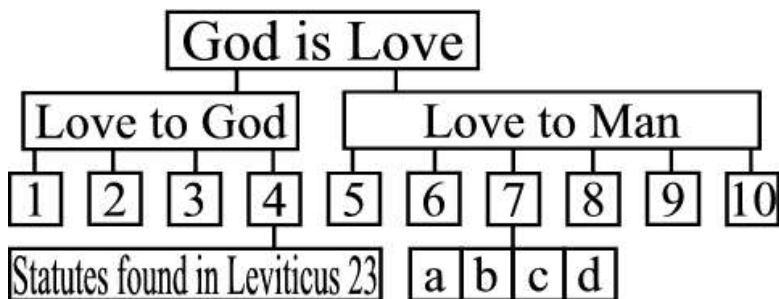 God is Love
Love to God Love to Man
1 2 3 4 5 6 7 8 9 10
Statutes found in Leviticus 23 a b c d